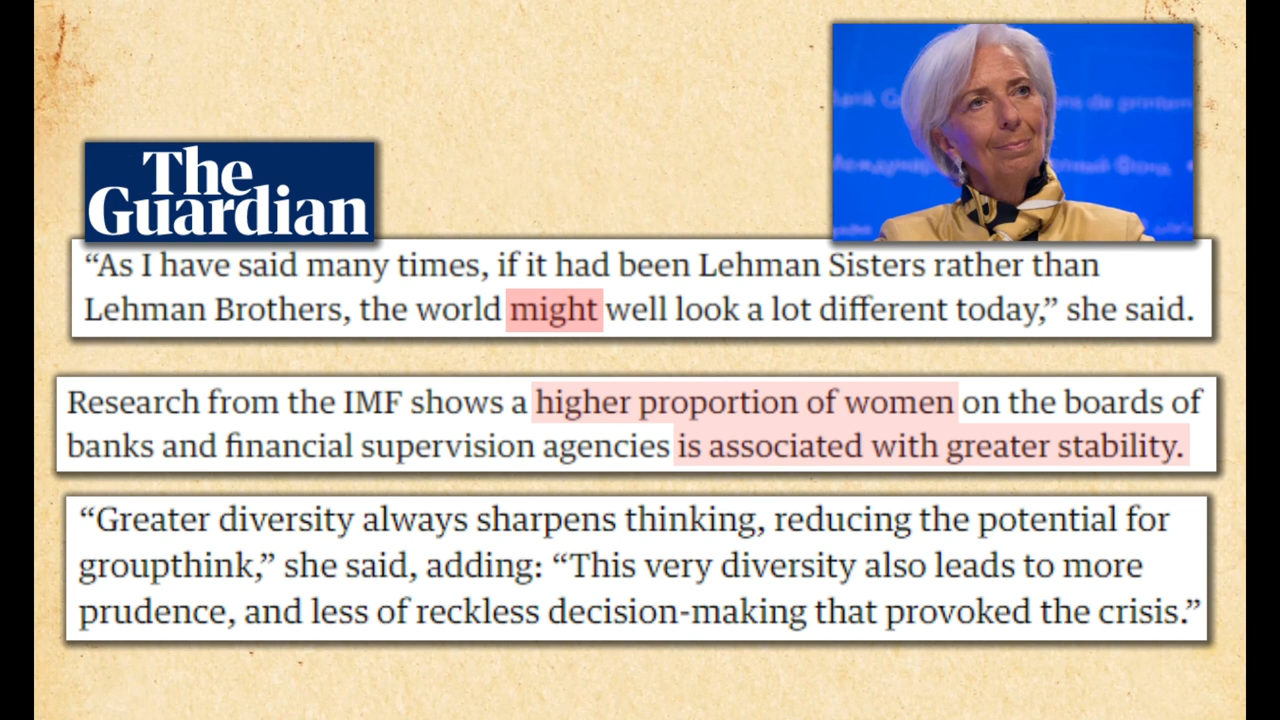 The
Guardian
“As I have said many times, if it had been Lehman Sisters rather than
Lehman Brothers, the world might well look a lot different today,” she said.
Research from the IMF shows a higher proportion of women on the boards of
banks and financial supervision agencies is associated with greater stability.
“Greater diversity always sharpens thinking, reducing the potential for
groupthink,” she said, adding: “This very diversity also leads to more
prudence, and less of reckless decision-making that provoked the crisis.”